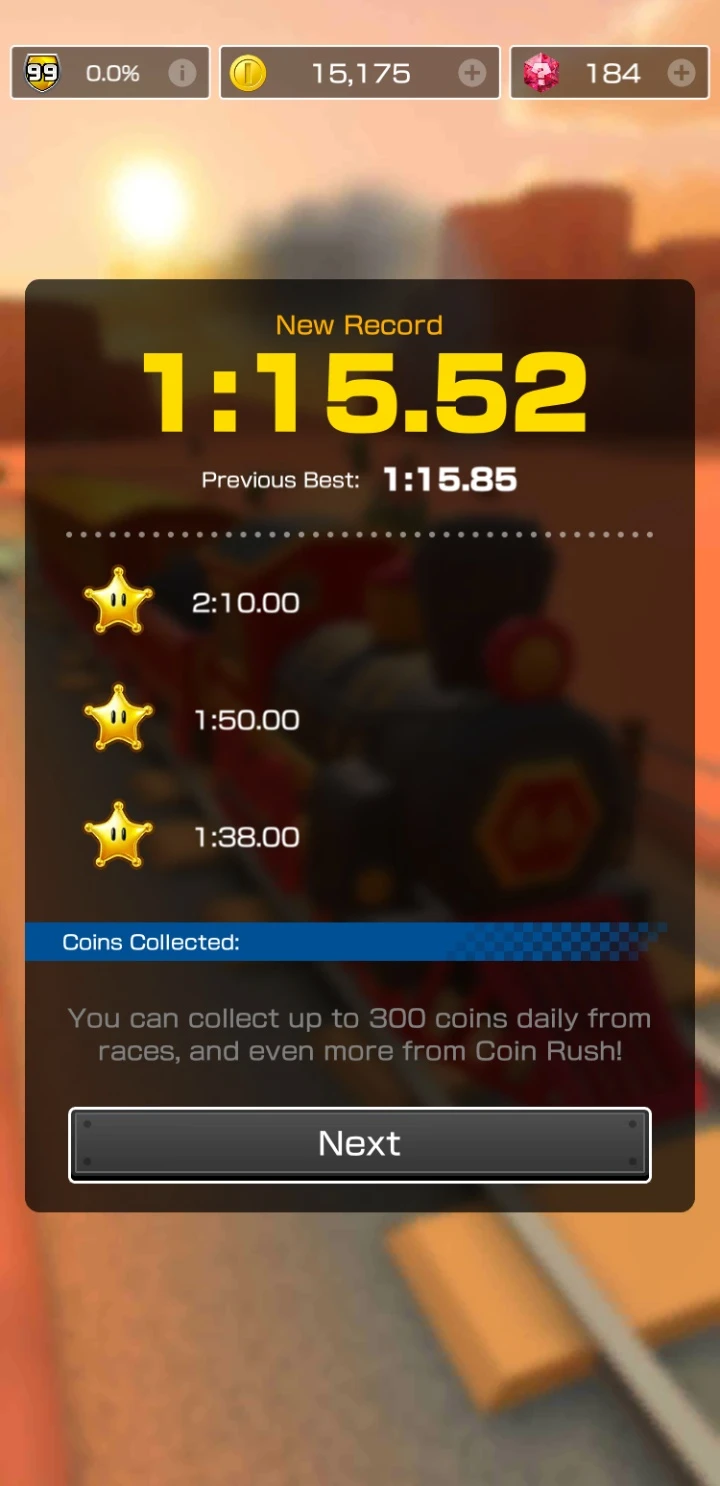 99 0.0% i 15,175 + ? 184 +
New Record
1:15.52
Previous Best: 1:15.85
2:10.00
1:50.00
1:38.00
Coins Collected:
You can collect up to 300 coins daily from
races, and even more from Coin Rush!
Next